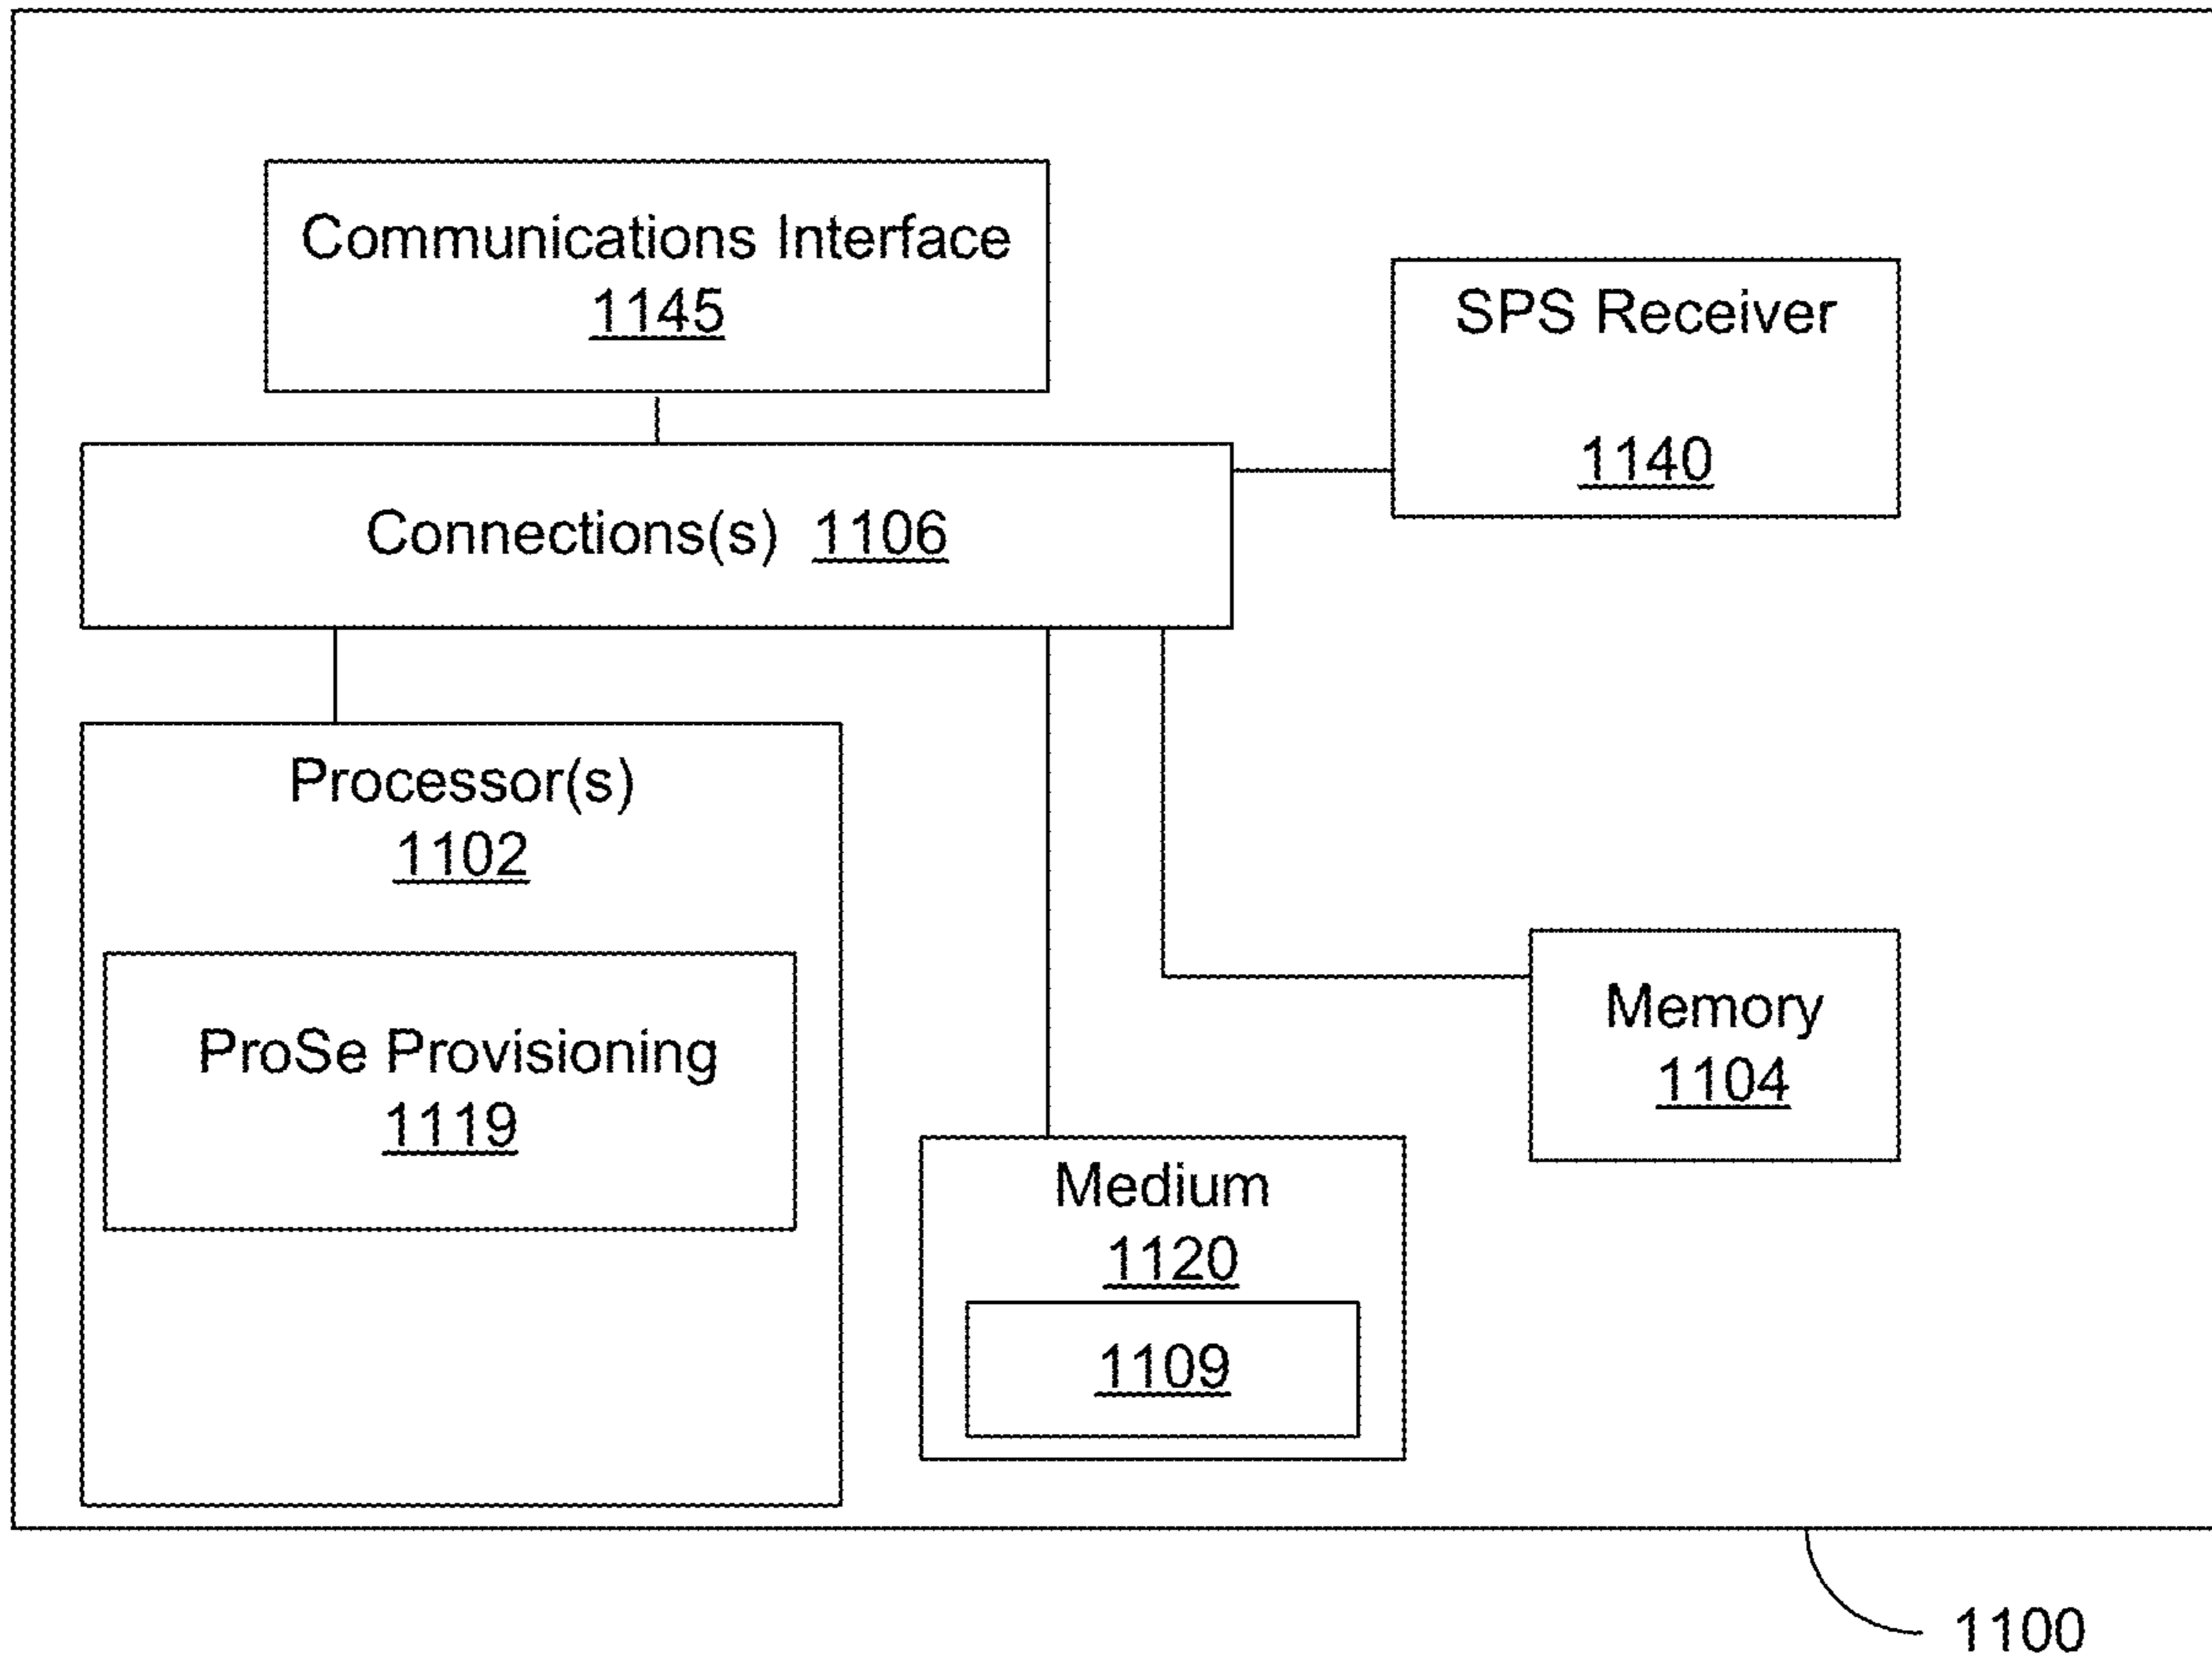 Communications Interface
1145
SPS Receiver
1140
Connections(s) 1106
Processor(s)
1102
ProSe Provisioning
1119
Memory
1104
Medium
1120
1109
1100